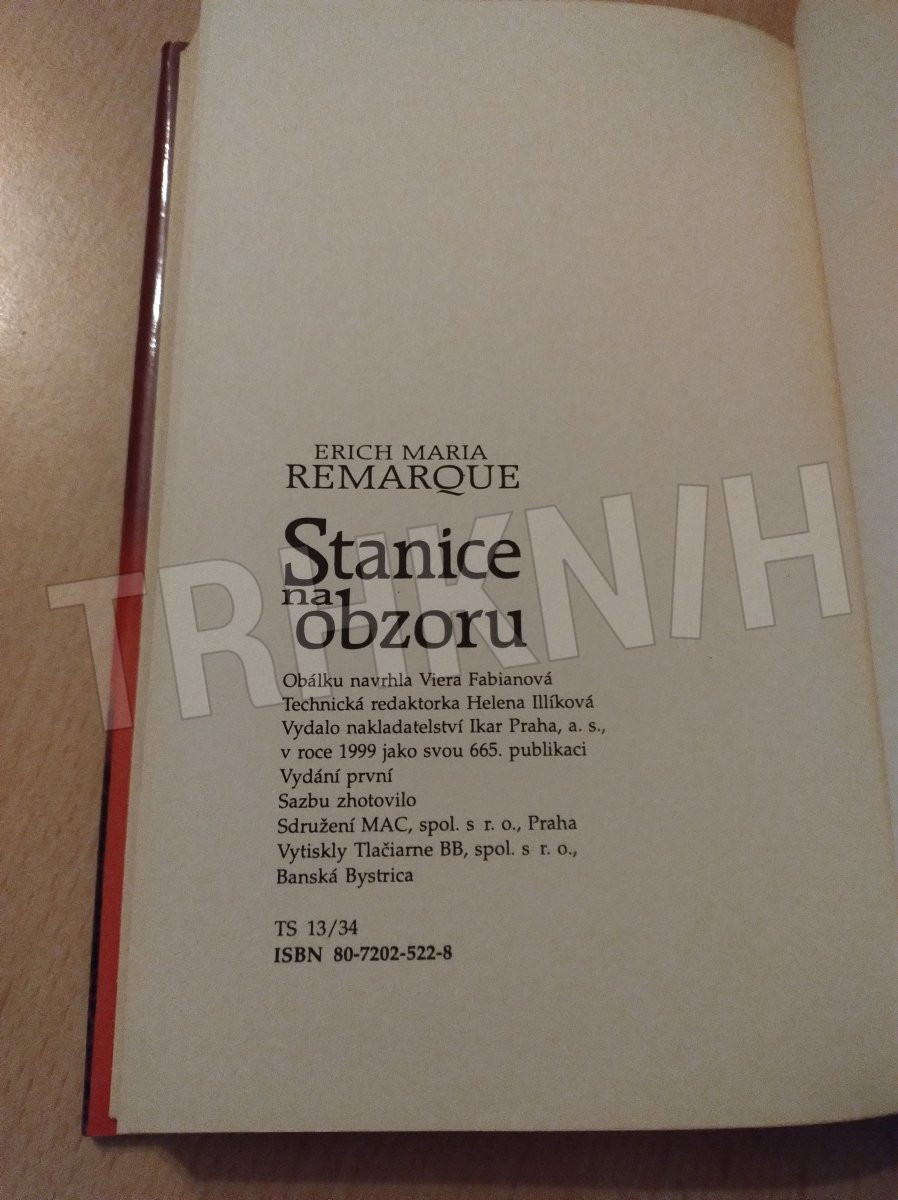 ERICH MARIA
REMARQUE
Stanice
na
obzoru
Obálku navrhla Viera Fabianová
Technická redaktorka Helena Illíková
Vydalo nakladatelství Ikar Praha, a. s.,
v roce 1999 jako svou 665. publikaci
Vydání první
Sazbu zhotovilo
Sdružení MAC, spol. s r. o., Praha
Vytiskly Tlačiarne BB, spol. s r. o.,
Banská Bystrica
TS 13/34
ISBN 80-7202-522-8
TRHKNIH